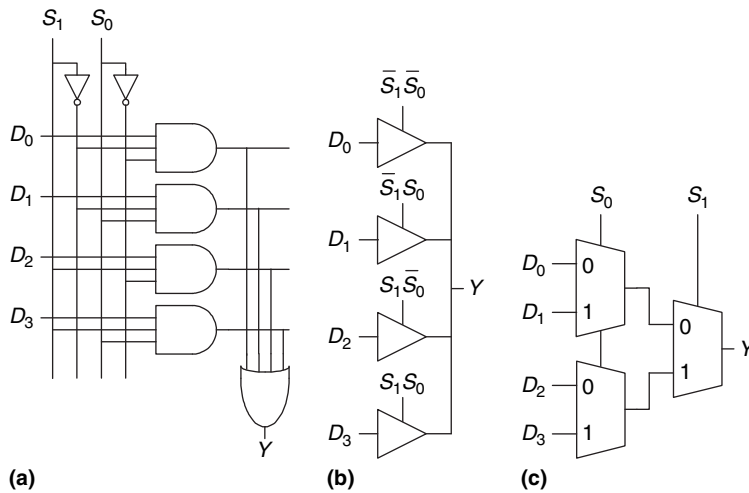 S₁ S₀
D₀
D₁
D₂
D₃
Y
(a)
S̅₁S̅₀
D₀
S̅₁S₀
D₁
S₁S̅₀
D₂
S₁S₀
D₃
Y
(b)
S₀ S₁
D₀ 0
D₁ 1
D₂ 0
D₃ 1
0
1
Y
(c)